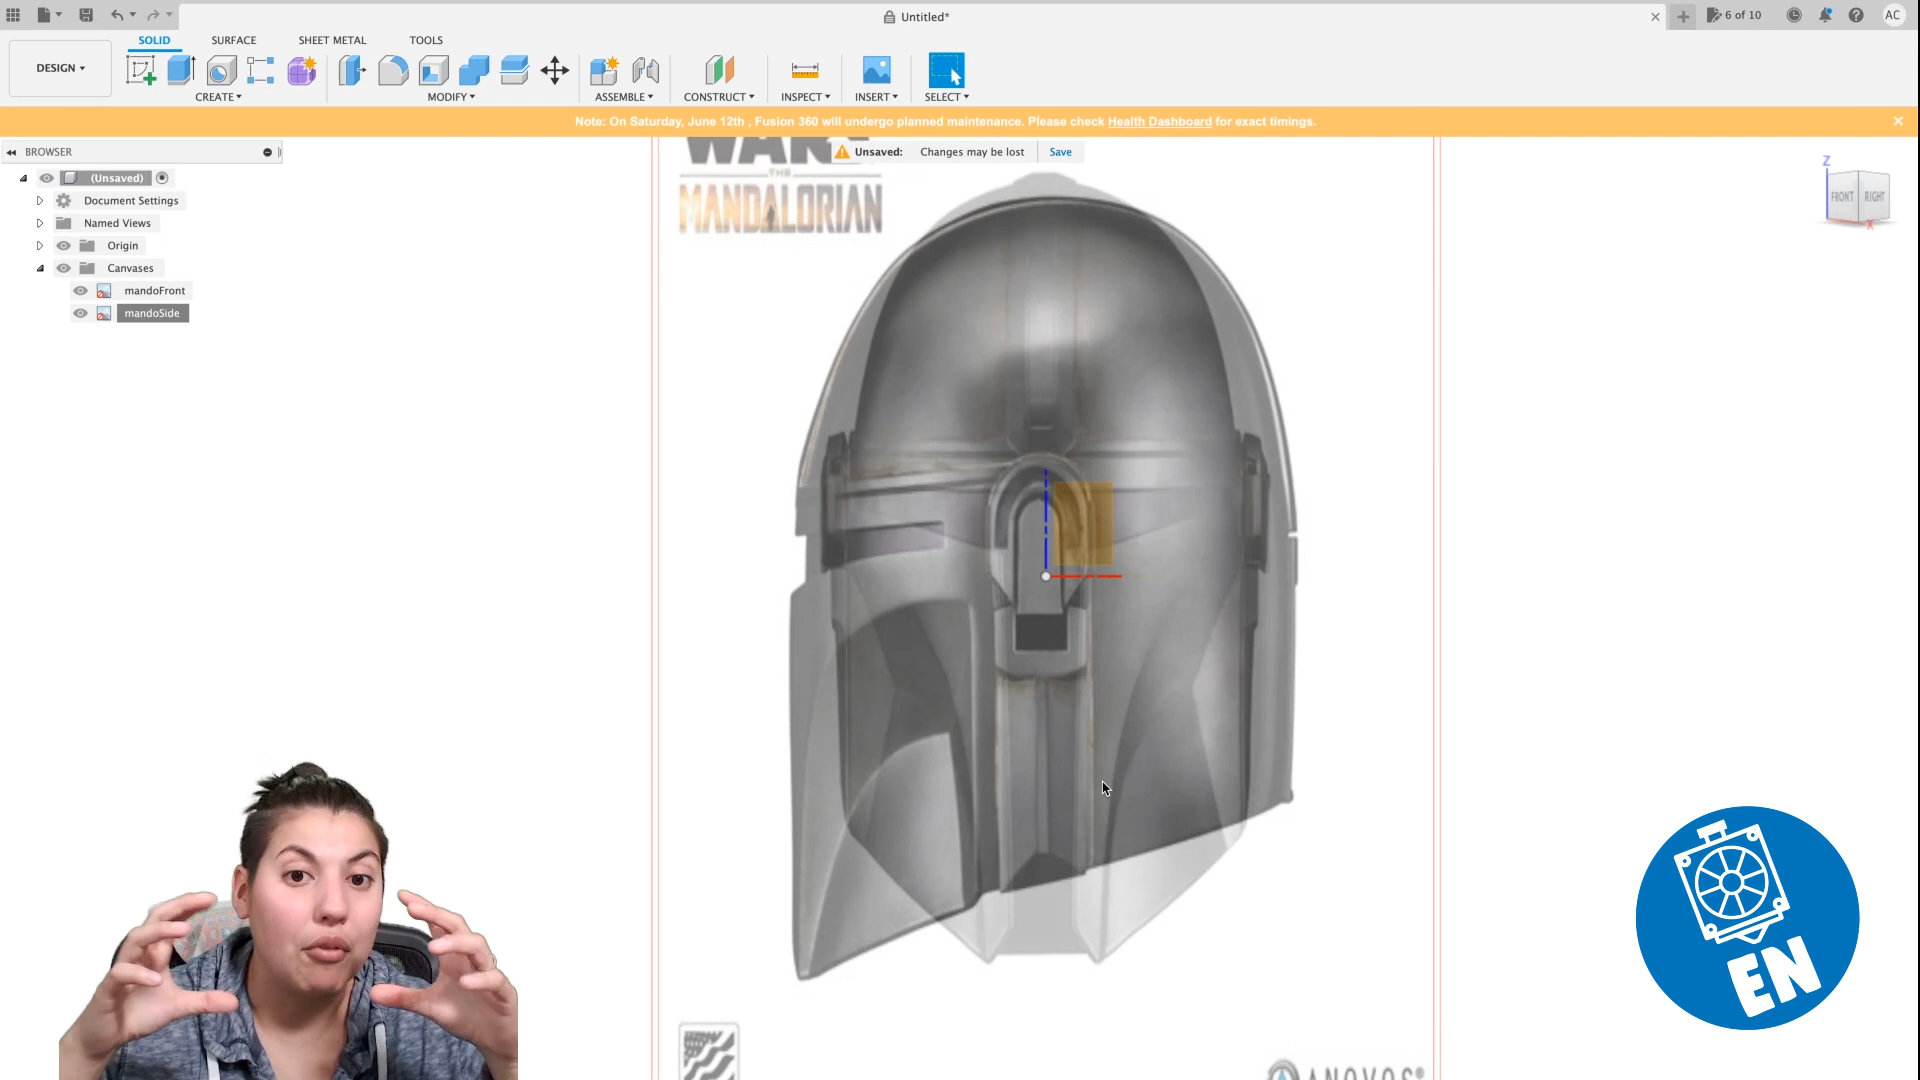 Untitled*
6 of 10
AC
DESIGN
SOLID
SURFACE
SHEET METAL
TOOLS
CREATE
MODIFY
ASSEMBLE
CONSTRUCT
INSPECT
INSERT
SELECT
Note: On Saturday, June 12th , Fusion 360 will undergo planned maintenance. Please check Health Dashboard for exact timings.
BROWSER
Unsaved: Changes may be lost Save
(Unsaved)
Document Settings
Named Views
Origin
Canvases
mandoFront
mandoSide
THE
MANDALORIAN
Z
FRONT
RIGHT
X
EN
ANOVOS®